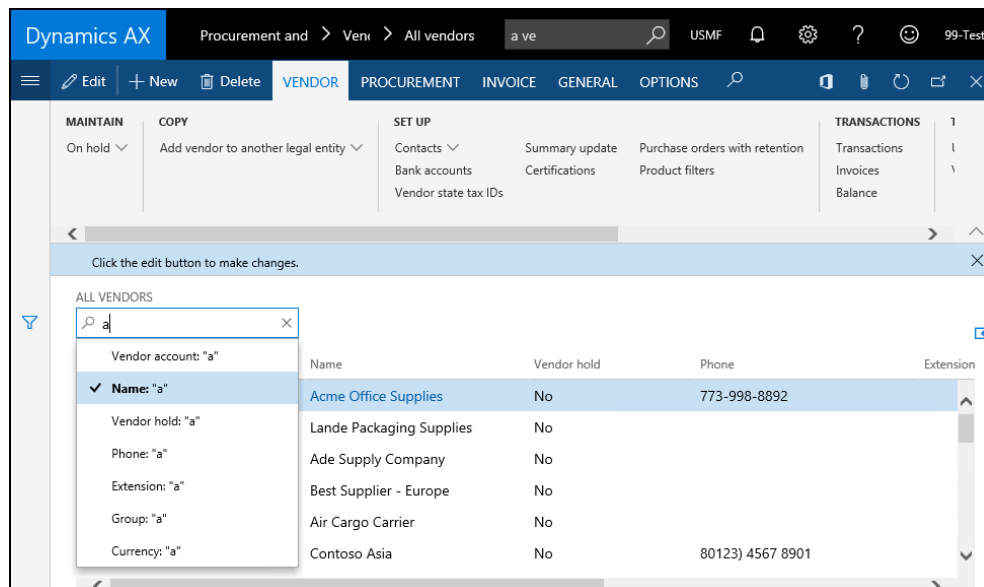 Dynamics AX Procurement and > Ven > All vendors a ve USMF ? 99-Test
Edit + New Delete VENDOR PROCUREMENT INVOICE GENERAL OPTIONS
MAINTAIN COPY SET UP TRANSACTIONS
On hold Add vendor to another legal entity Contacts Summary update Purchase orders with retention Transactions
Bank accounts Certifications Product filters Invoices
Vendor state tax IDs Balance
Click the edit button to make changes.
ALL VENDORS
a
Vendor account: "a"
Name: "a"
Vendor hold: "a"
Phone: "a"
Extension: "a"
Group: "a"
Currency: "a"
Name Vendor hold Phone Extension
Acme Office Supplies No 773-998-8892
Lande Packaging Supplies No
Ade Supply Company No
Best Supplier - Europe No
Air Cargo Carrier No
Contoso Asia No 80123) 4567 8901